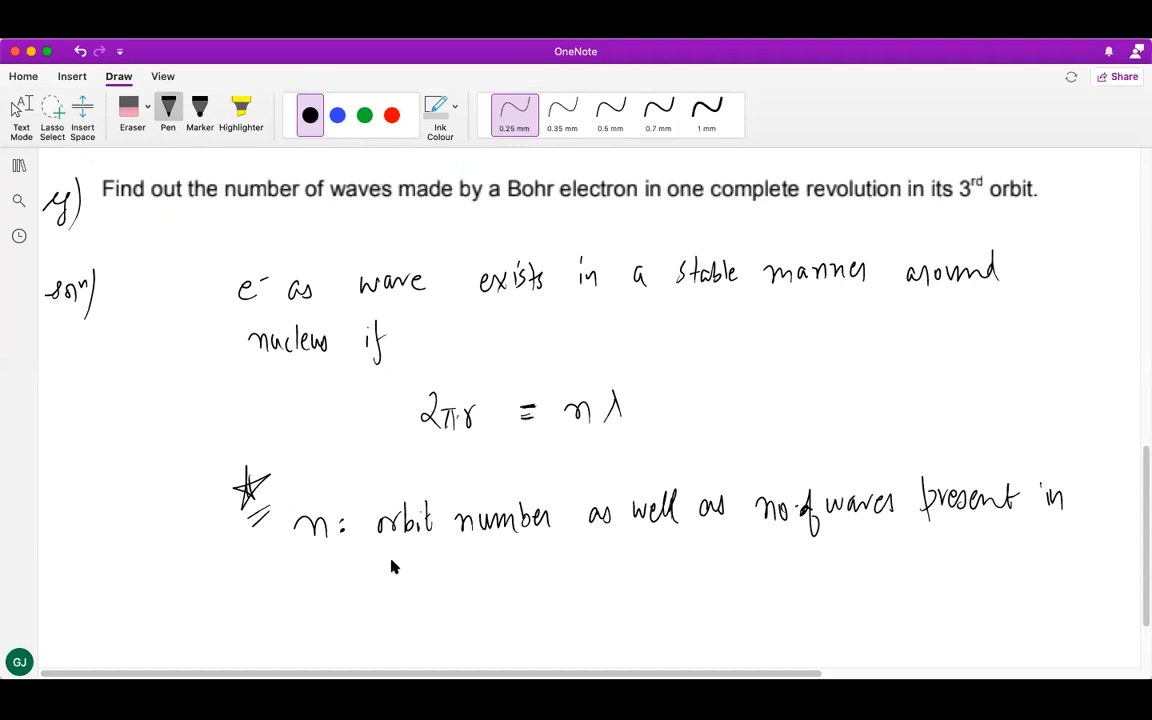 OneNote
Home Insert Draw View
Share
Text Mode
Lasso Select
Insert Space
Eraser
Pen
Marker
Highlighter
Ink Colour
0.25 mm
0.35 mm
0.5 mm
0.7 mm
1 mm
Find out the number of waves made by a Bohr electron in one complete revolution in its 3rd orbit.
soln)
e- as wave exists in a stable manner around
nucleus if
2πr = nλ
n: orbit number as well as no. of waves present in
GJ